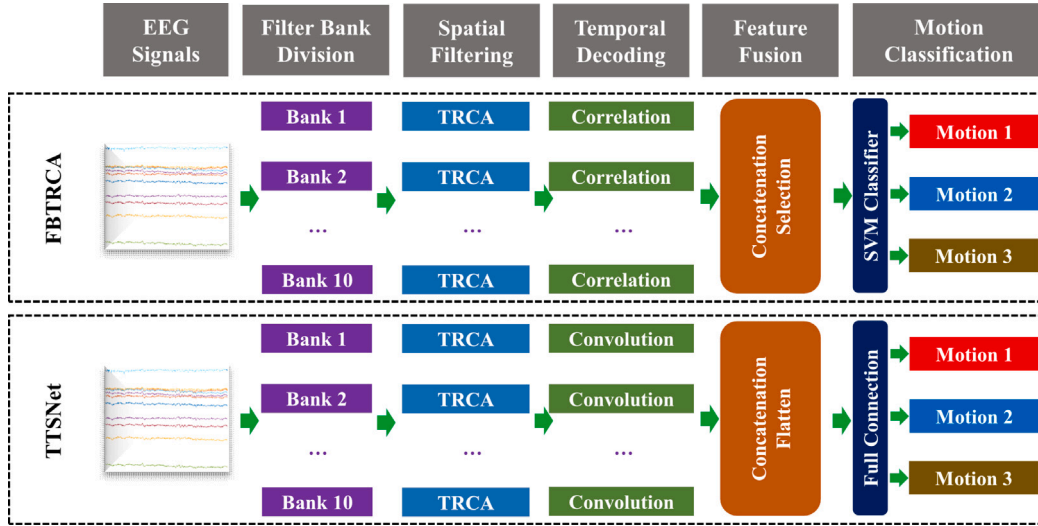 EEG
Signals
Filter Bank
Division
Spatial
Filtering
Temporal
Decoding
Feature
Fusion
Motion
Classification
FBTRCA
Bank 1
TRCA
Correlation
Bank 2
TRCA
Correlation
...
...
...
Bank 10
TRCA
Correlation
Concatenation
Selection
SVM Classifier
Motion 1
Motion 2
Motion 3
TTSNet
Bank 1
TRCA
Convolution
Bank 2
TRCA
Convolution
...
...
...
Bank 10
TRCA
Convolution
Concatenation
Flatten
Full Connection
Motion 1
Motion 2
Motion 3